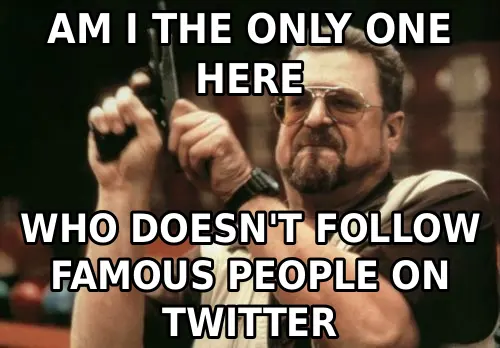 AM I THE ONLY ONE
HERE
WHO DOESN'T FOLLOW
FAMOUS PEOPLE ON
TWITTER